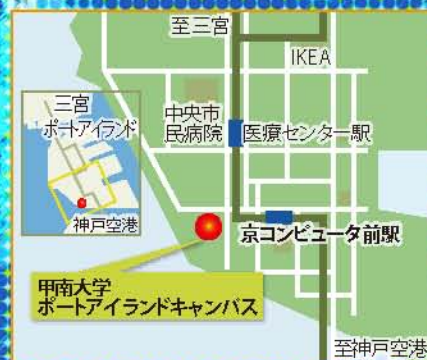 至三宮
IKEA
三宮
ポートアイランド
中央市
民病院
医療センター駅
神戸空港
京コンピュータ前駅
甲南大学
ポートアイランドキャンパス
至神戸空港